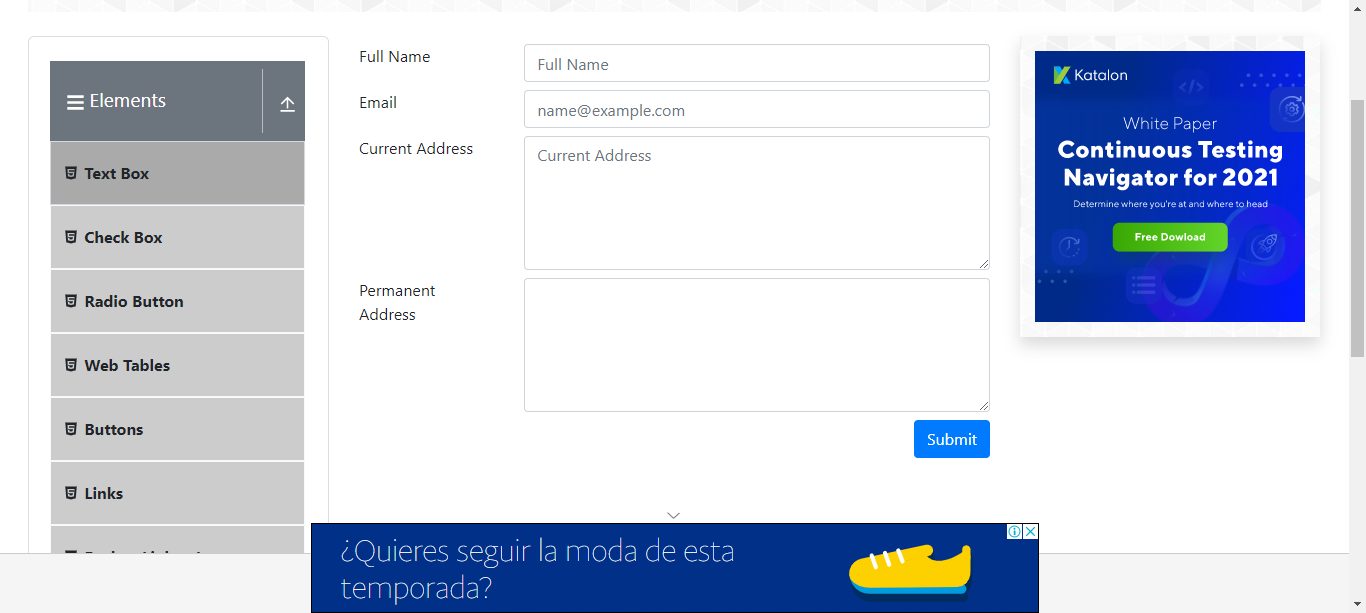 Elements
Text Box
Check Box
Radio Button
Web Tables
Buttons
Links
Full Name
Full Name
Email
name@example.com
Current Address
Current Address
Permanent
Address
Submit
Katalon
White Paper
Continuous Testing
Navigator for 2021
Determine where you're at and where to head
Free Dowload
¿Quieres seguir la moda de esta
temporada?